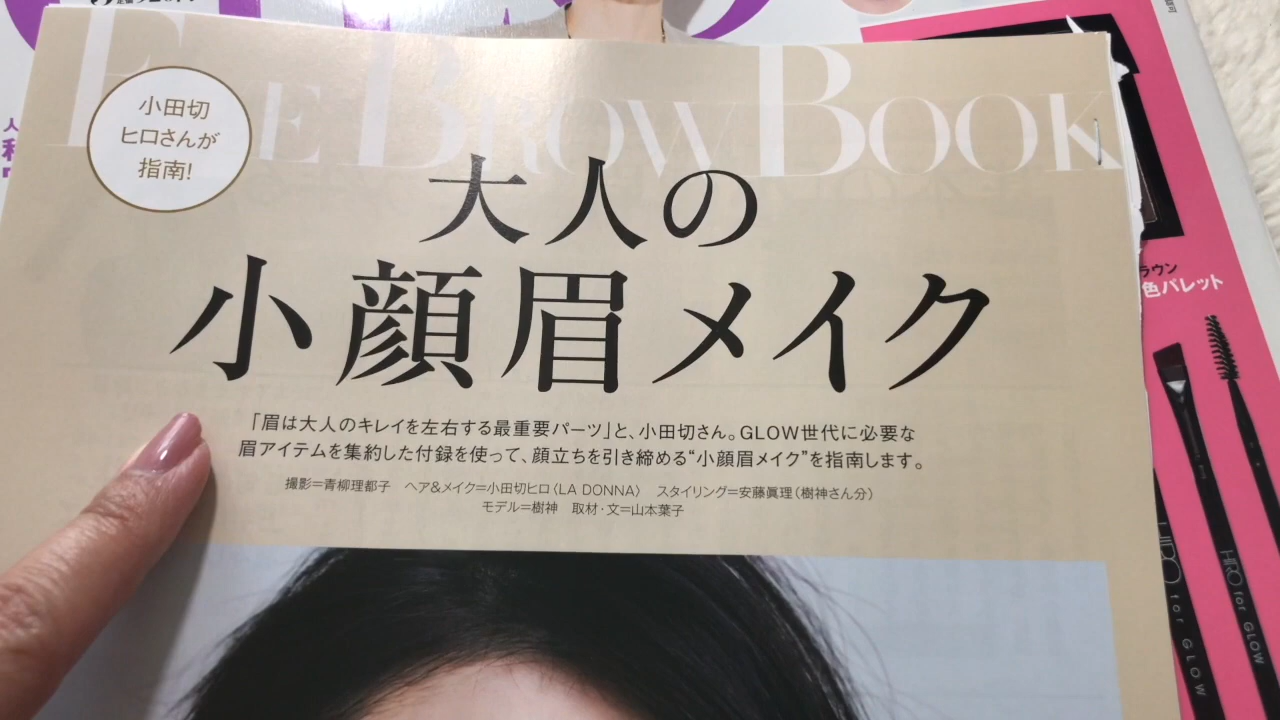 EYE BROW BOOK
小田切
ヒロさんが
指南!
大人の
小顔眉メイク
「眉は大人のキレイを左右する最重要パーツ」と、小田切さん。GLOW世代に必要な
眉アイテムを集約した付録を使って、顔立ちを引き締める“小顔眉メイク”を指南します。
撮影=青柳理都子 ヘア&メイク=小田切ヒロ〈LA DONNA〉 スタイリング=安藤眞理（樹神さん分）
モデル=樹神 取材・文=山本葉子
ラウン
色パレット
HIRO for GLOW
HIRO for GLOW